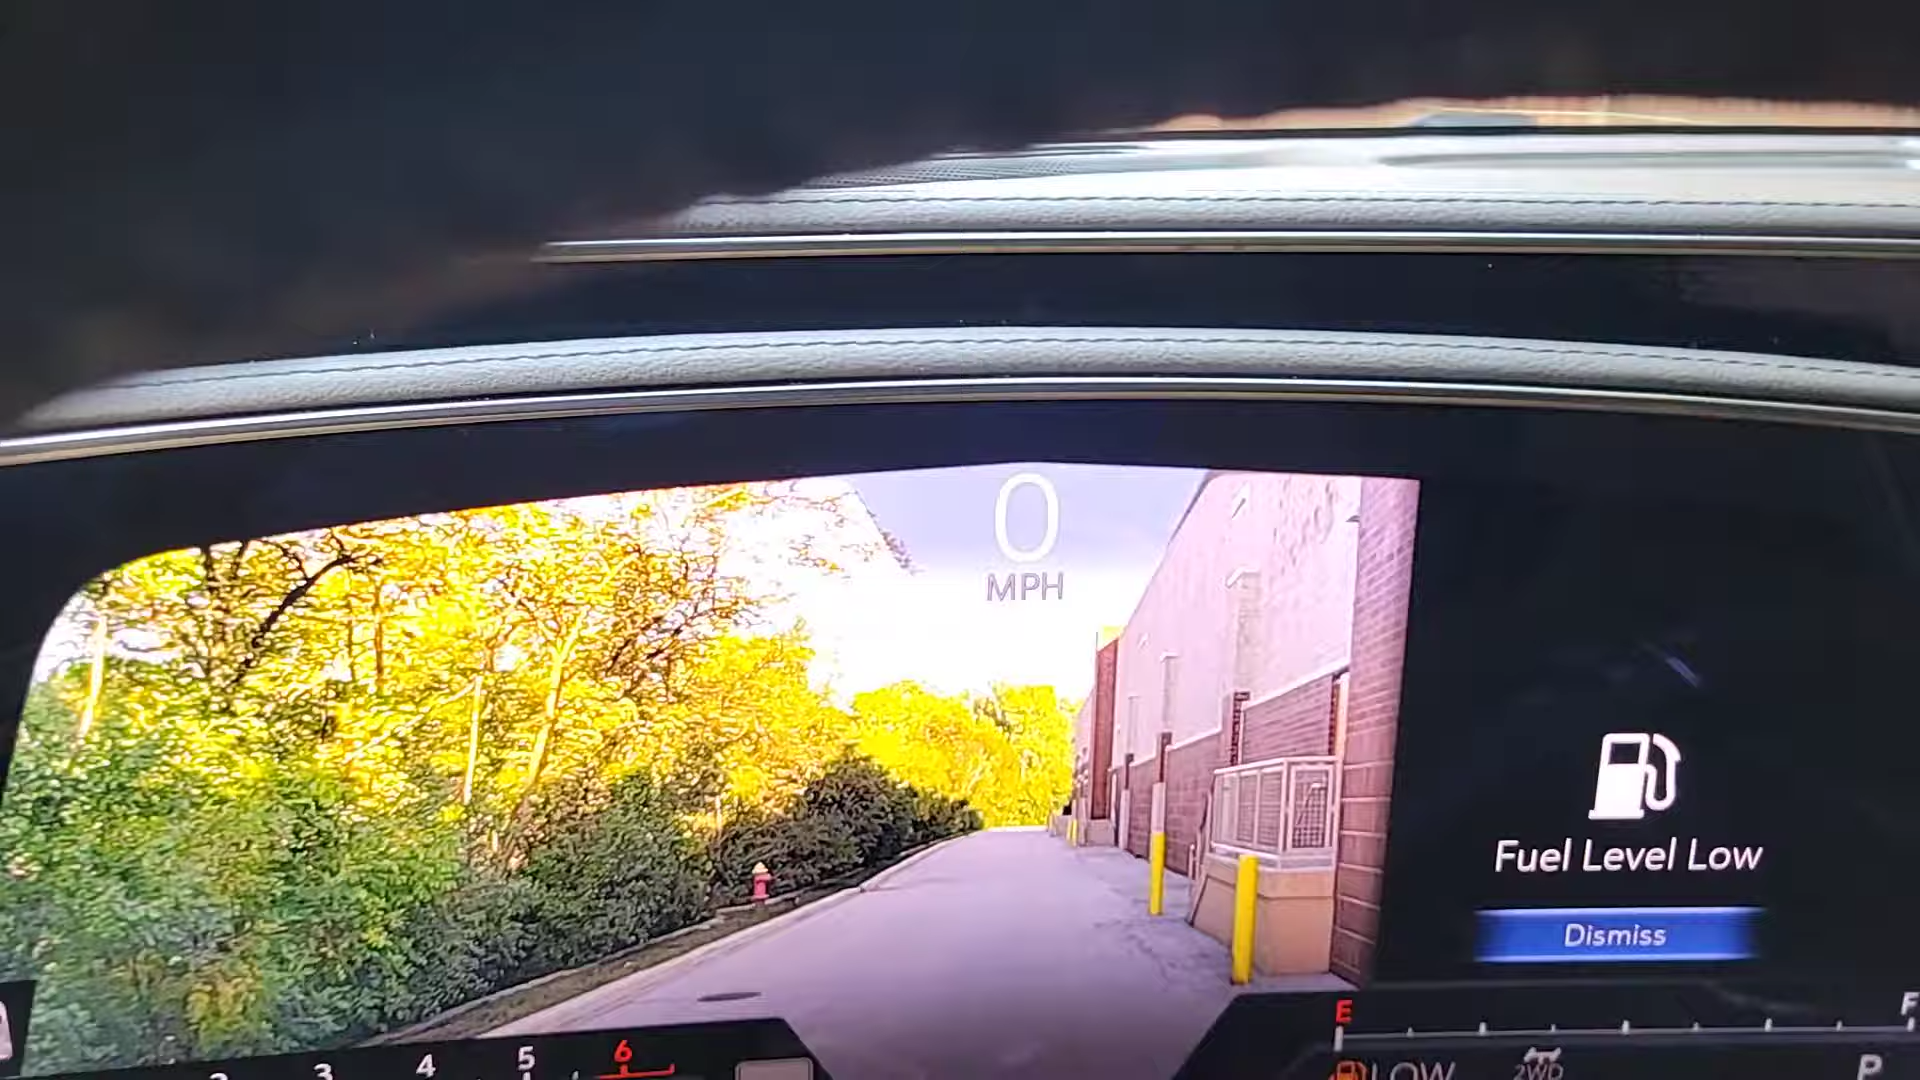 0
MPH
Fuel Level Low
Dismiss
E F
3 4 5 6
LOW 2WD P